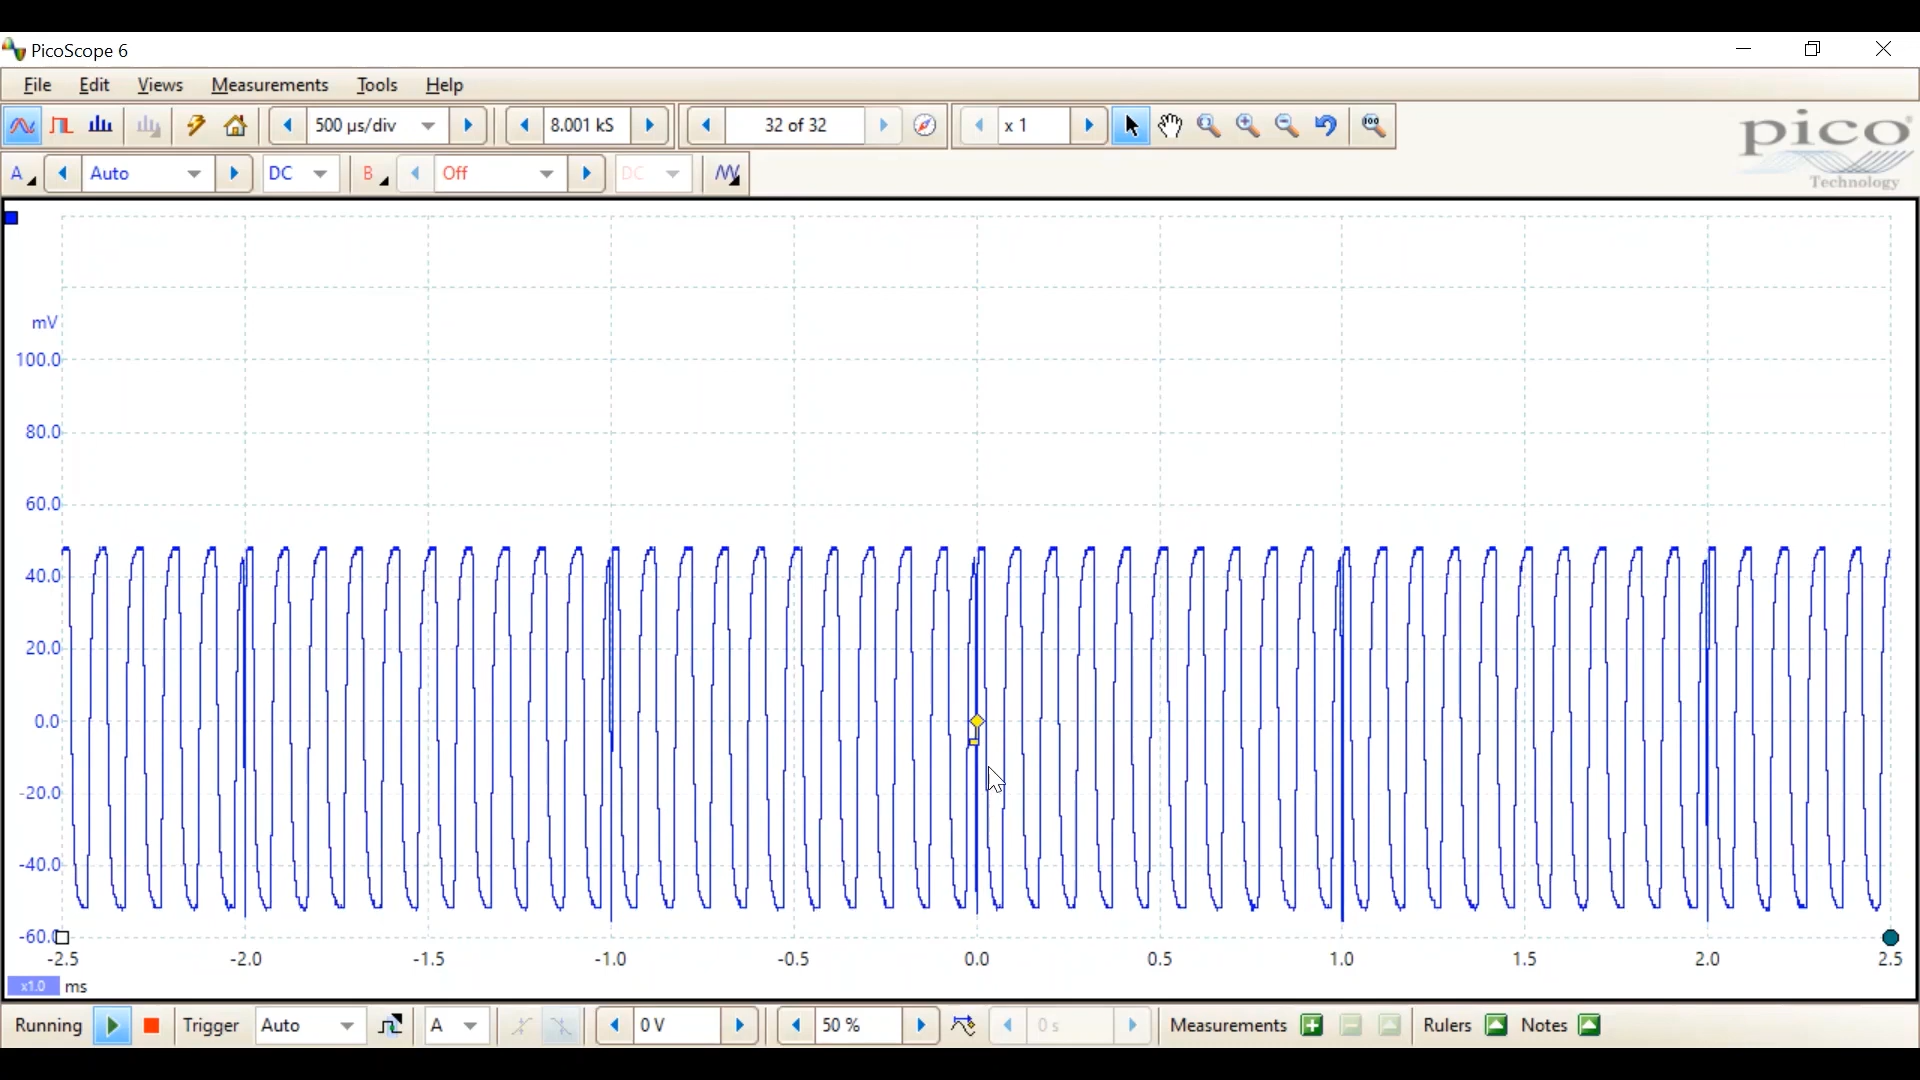 PicoScope 6
File Edit Views Measurements Tools Help
500 µs/div 8.001 kS 32 of 32 x 1
pico
Technology
A Auto DC B Off DC
mV
100.0
80.0
60.0
40.0
20.0
0.0
-20.0
-40.0
-60.0
-2.5 -2.0 -1.5 -1.0 -0.5 0.0 0.5 1.0 1.5 2.0 2.5
x1.0 ms
Running Trigger Auto A 0 V 50 % 0 s Measurements Rulers Notes